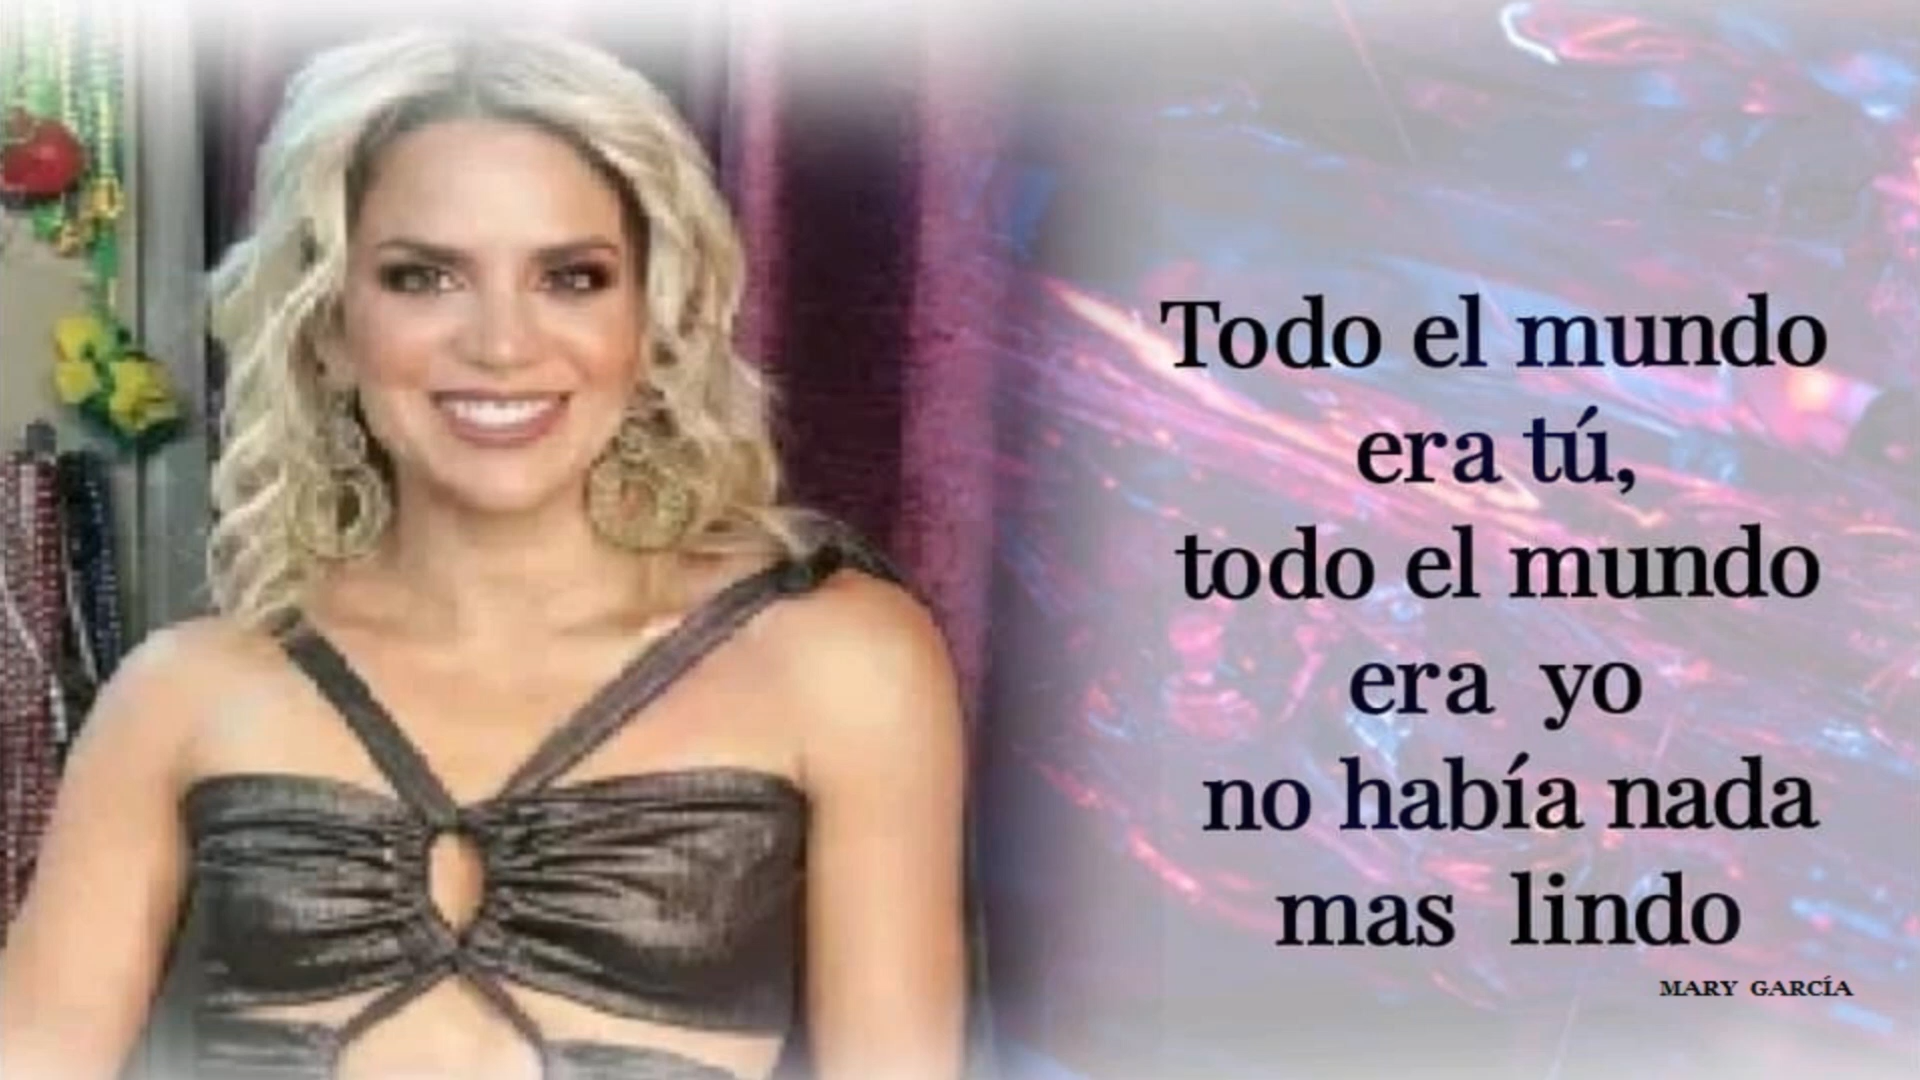 Todo el mundo
era tú,
todo el mundo
era yo
no había nada
mas lindo
MARY GARCÍA